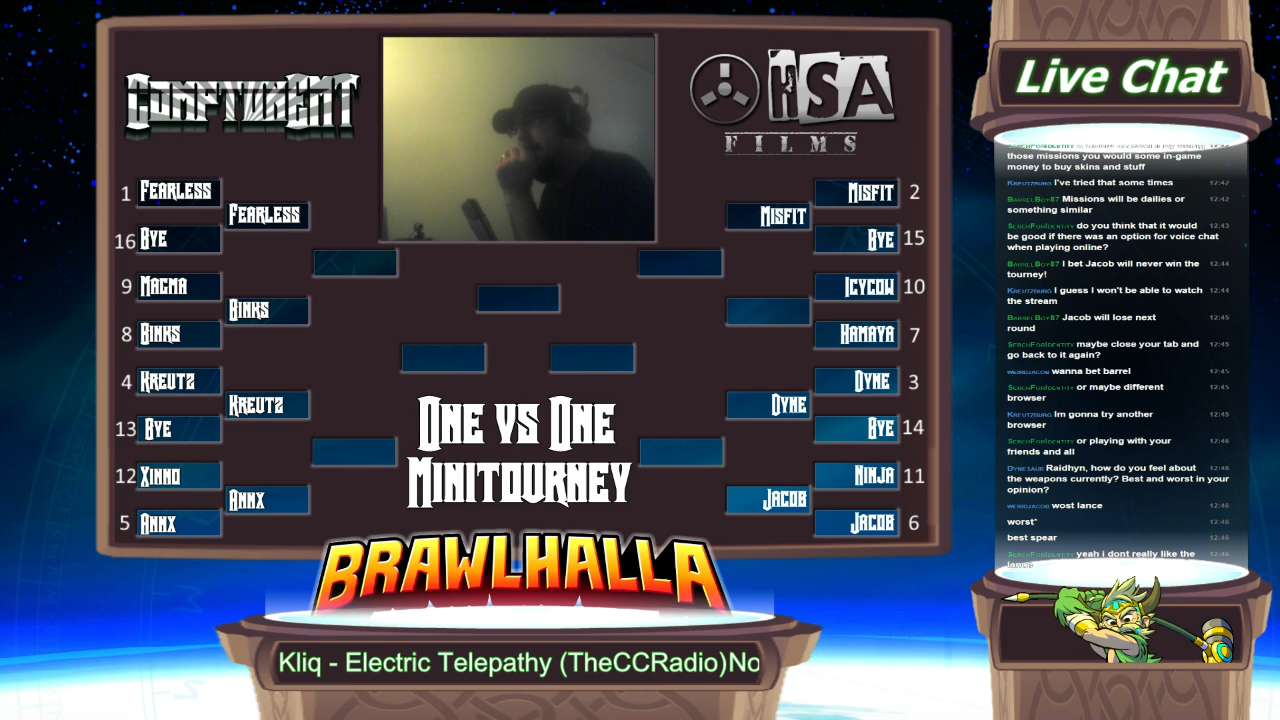 COMPTIMENT
HSA
FILMS
1 FEARLESS
FEARLESS
16 BYE
9 MAGMA
BINKS
8 BINKS
4 KREUTZ
KREUTZ
13 BYE
12 XINNO
ANNX
5 ANNX
MISFIT 2
MISFIT
BYE 15
ICYCOW 10
HAMAYA 7
DYNE 3
DYNE
BYE 14
NINJA 11
JACOB
JACOB 6
ONE VS ONE
MINITOURNEY
BRAWLHALLA
Kliq - Electric Telepathy (TheCCRadio)No
Live Chat
those missions you would some in-game
money to buy skins and stuff
KREUTZBURG I've tried that some times 12:42
BARRELBOY87 Missions will be dailies or 12:42
something similar
SERCHFORIDENTITY do you think that it would 12:43
be good if there was an option for voice chat
when playing online?
BARRELBOY87 I bet Jacob will never win the 12:44
tourney!
KREUTZBURG I guess I won't be able to watch 12:44
the stream
BARRELBOY87 Jacob will lose next 12:45
round
SERCHFORIDENTITY maybe close your tab and 12:45
go back to it again?
WEIRDJACOB wanna bet barrel 12:45
SERCHFORIDENTITY or maybe different 12:45
browser
KREUTZBURG Im gonna try another 12:45
browser
SERCHFORIDENTITY or playing with your 12:46
friends and all
DYNESAUR Raidhyn, how do you feel about 12:46
the weapons currently? Best and worst in your
opinion?
WEIRDJACOB wost lance 12:46
worst* 12:46
best spear 12:46
SERCHFORIDENTITY yeah i dont really like the 12:46
lance